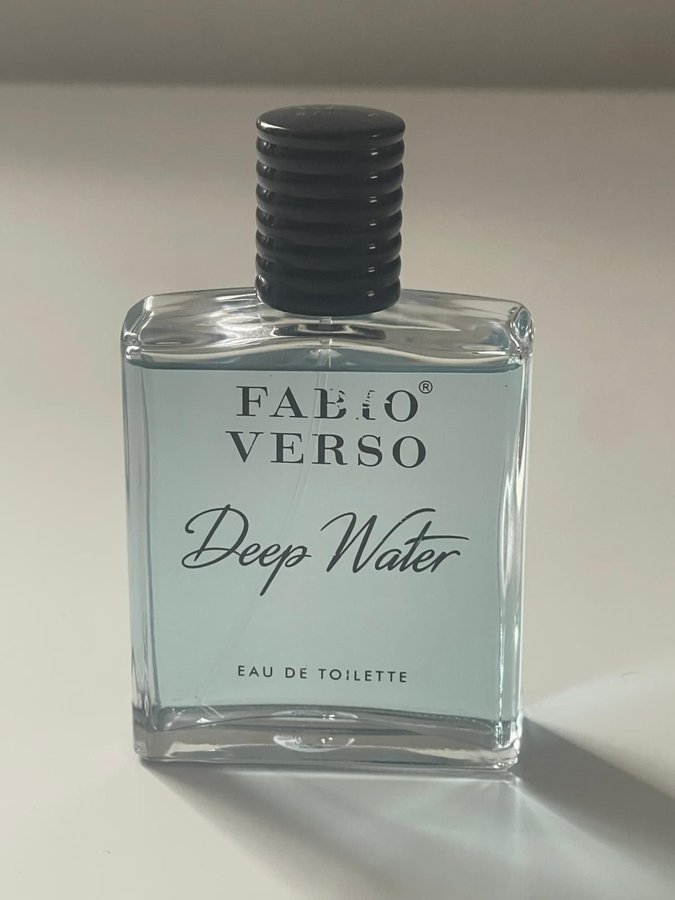 FABIO®
VERSO
Deep Water
EAU DE TOILETTE